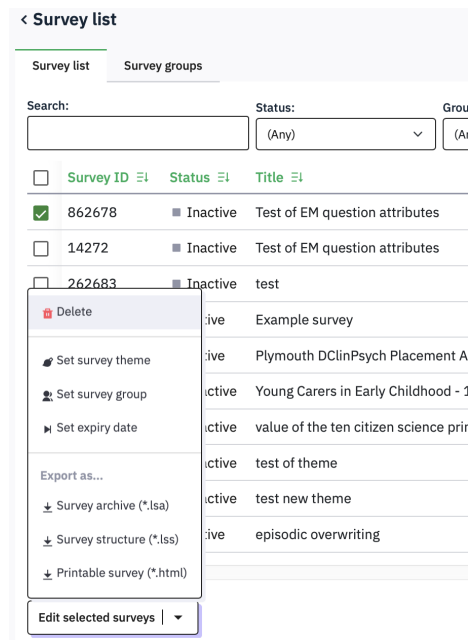 < Survey list
Survey list Survey groups
Search: Status:
(Any)
Survey ID Status Title
862678 Inactive Test of EM question attributes
14272 Inactive Test of EM question attributes
262683 Inactive test
Delete
Example survey
Set survey theme
Plymouth DClinPsych Placement A
Set survey group
Young Carers in Early Childhood - 1
Set expiry date
value of the ten citizen science
Export as...
test of theme
Survey archive (*.lsa)
test new theme
Survey structure (*.lss)
episodic overwriting
Printable survey (*.html)
Edit selected surveys